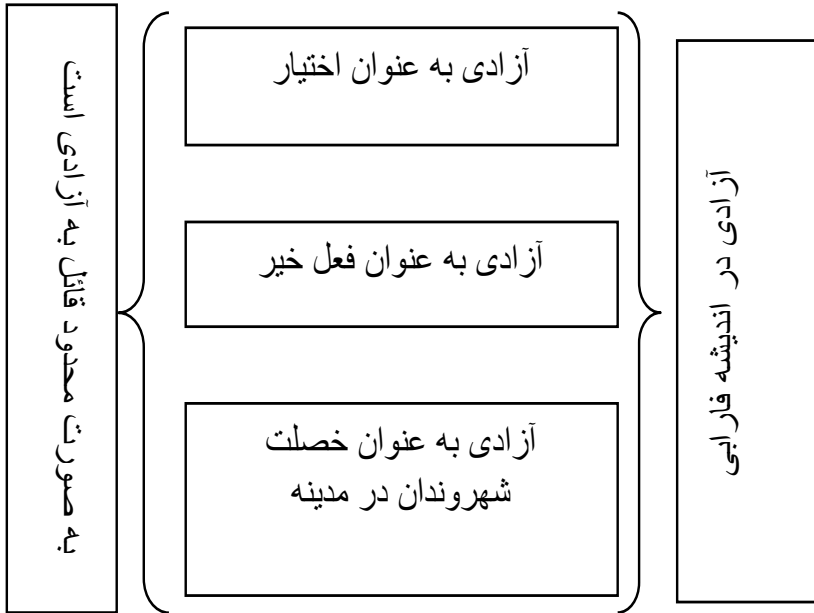 آزادی در اندیشه فارابی
آزادی به عنوان اختیار
آزادی به عنوان فعل خیر
آزادی به عنوان خصلت
شهروندان در مدینه
به صورت محدود قائل به آزادی است